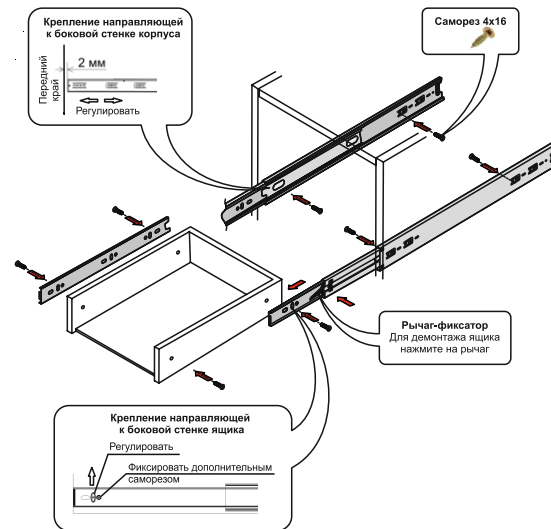 Крепление направляющей
к боковой стенке корпуса
2 мм
Передний
край
Регулировать
Саморез 4х16
Рычаг-фиксатор
Для демонтажа ящика
нажмите на рычаг
Крепление направляющей
к боковой стенке ящика
Регулировать
Фиксировать дополнительным
саморезом